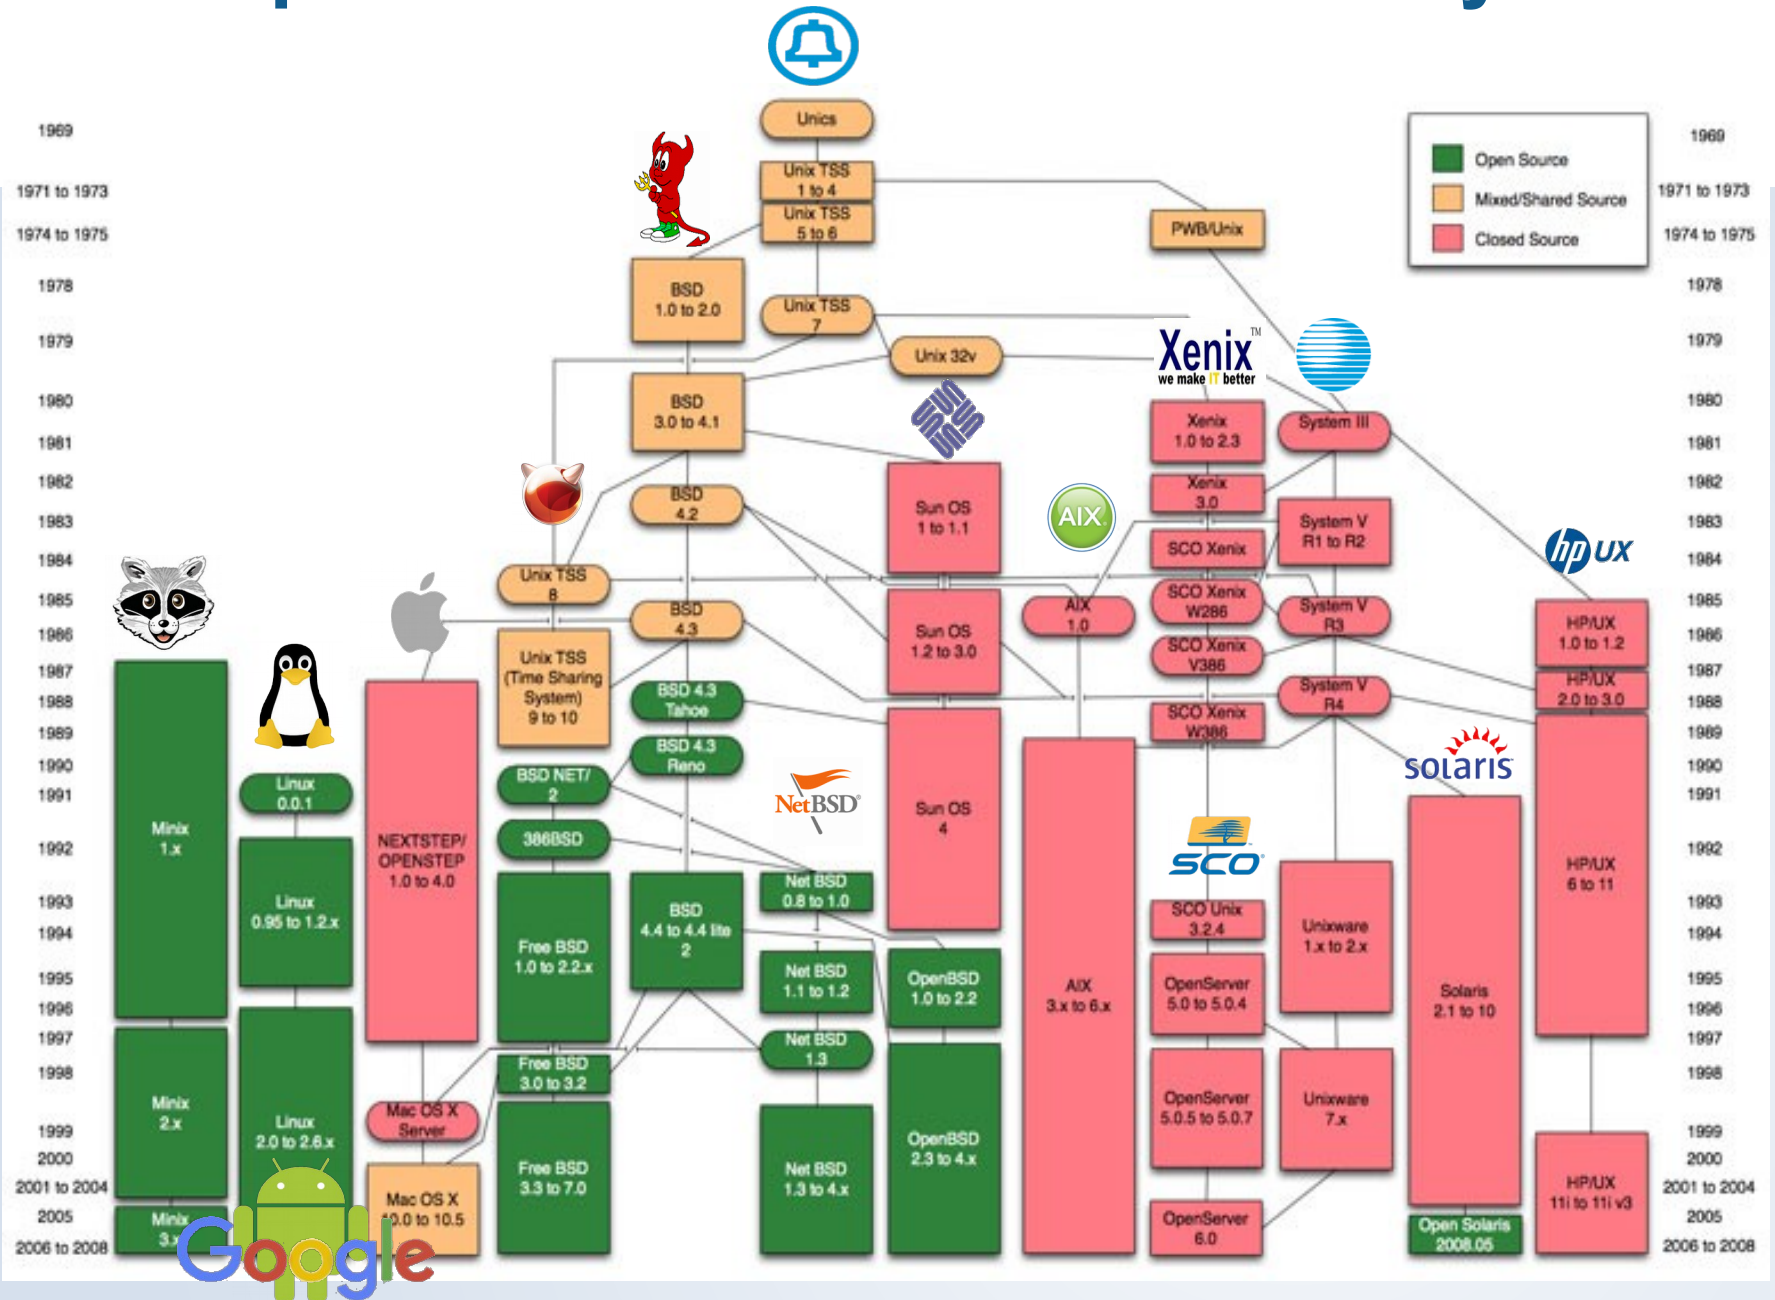 Unics
1969
1969
Open Source
Unix TSS
1 to 4
1971 to 1973
1971 to 1973
Mixed/Shared Source
Unix TSS
5 to 6
PWB/Unix
1974 to 1975
1974 to 1975
Closed Source
1978
1978
BSD
1.0 to 2.0
Unix TSS
7
1979
1979
Unix 32v
Xenix TM
we make IT better
1980
1980
BSD
3.0 to 4.1
SUN
Xenix
1.0 to 2.3
System III
1981
1981
1982
1982
BSD
4.2
Xenix
3.0
Sun OS
1 to 1.1
AIX
1983
1983
System V
R1 to R2
SCO Xenix
hp UX
1984
1984
Unix TSS
8
SCO Xenix
W286
1985
1985
BSD
4.3
AIX
1.0
System V
R3
HP/UX
1.0 to 1.2
1986
1986
Sun OS
1.2 to 3.0
SCO Xenix
V386
Unix TSS
(Time Sharing
System)
9 to 10
1987
1987
BSD 4.3
Tahoe
System V
R4
HP/UX
2.0 to 3.0
1988
1988
SCO Xenix
W386
1989
1989
BSD 4.3
Reno
solaris
1990
1990
BSD NET/
2
Linux
0.0.1
1991
1991
NetBSD®
Sun OS
4
Minix
1.x
NEXTSTEP/
OPENSTEP
1.0 to 4.0
386BSD
1992
1992
SCO
HP/UX
6 to 11
Net BSD
0.8 to 1.0
1993
1993
Linux
0.95 to 1.2.x
BSD
4.4 to 4.4 lite
2
SCO Unix
3.2.4
1994
1994
Free BSD
1.0 to 2.2.x
Unixware
1.x to 2.x
1995
1995
Net BSD
1.1 to 1.2
OpenBSD
1.0 to 2.2
AIX
3.x to 6.x
OpenServer
5.0 to 5.0.4
Solaris
2.1 to 10
1996
1996
1997
1997
Net BSD
1.3
1998
1998
Free BSD
3.0 to 3.2
Minix
2.x
Mac OS X
Server
OpenServer
5.0.5 to 5.0.7
Unixware
7.x
1999
1999
Linux
2.0 to 2.6.x
OpenBSD
2.3 to 4.x
2000
2000
Free BSD
3.3 to 7.0
Net BSD
1.3 to 4.x
2001 to 2004
2001 to 2004
Mac OS X
10.0 to 10.5
HP/UX
11i to 11i v3
2005
2005
Minix
3.x
OpenServer
6.0
Open Solaris
2008.05
2006 to 2008
2006 to 2008
Google